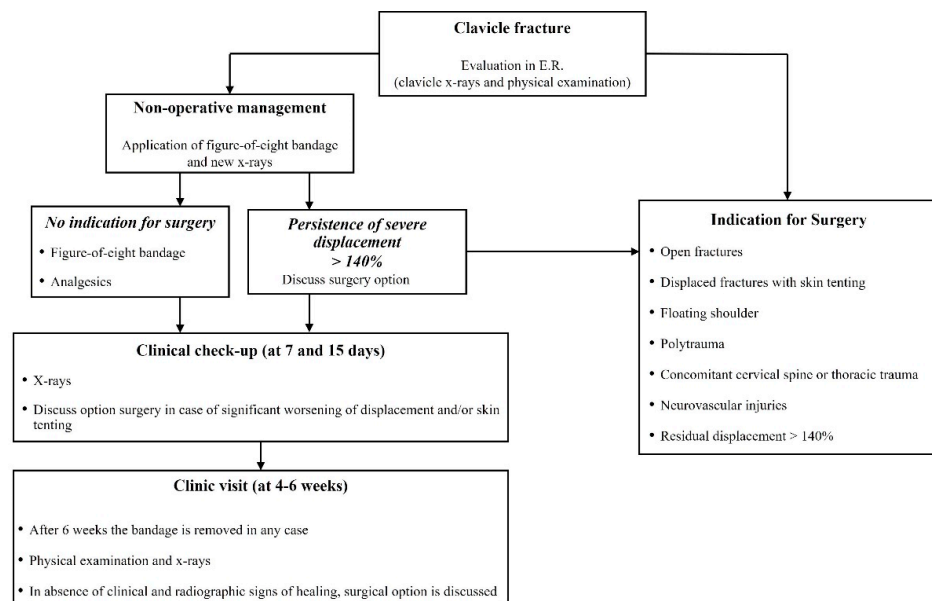 Clavicle fracture
Evaluation in E.R.
(clavicle x-rays and physical examination)
Non-operative management
Application of figure-of-eight bandage
and new x-rays
No indication for surgery
• Figure-of-eight bandage
• Analgesics
Persistence of severe
displacement
> 140%
Discuss surgery option
Indication for Surgery
• Open fractures
• Displaced fractures with skin tenting
• Floating shoulder
• Polytrauma
• Concomitant cervical spine or thoracic trauma
• Neurovascular injuries
• Residual displacement > 140%
Clinical check-up (at 7 and 15 days)
• X-rays
• Discuss option surgery in case of significant worsening of displacement and/or skin
tenting
Clinic visit (at 4-6 weeks)
• After 6 weeks the bandage is removed in any case
• Physical examination and x-rays
• In absence of clinical and radiographic signs of healing, surgical option is discussed